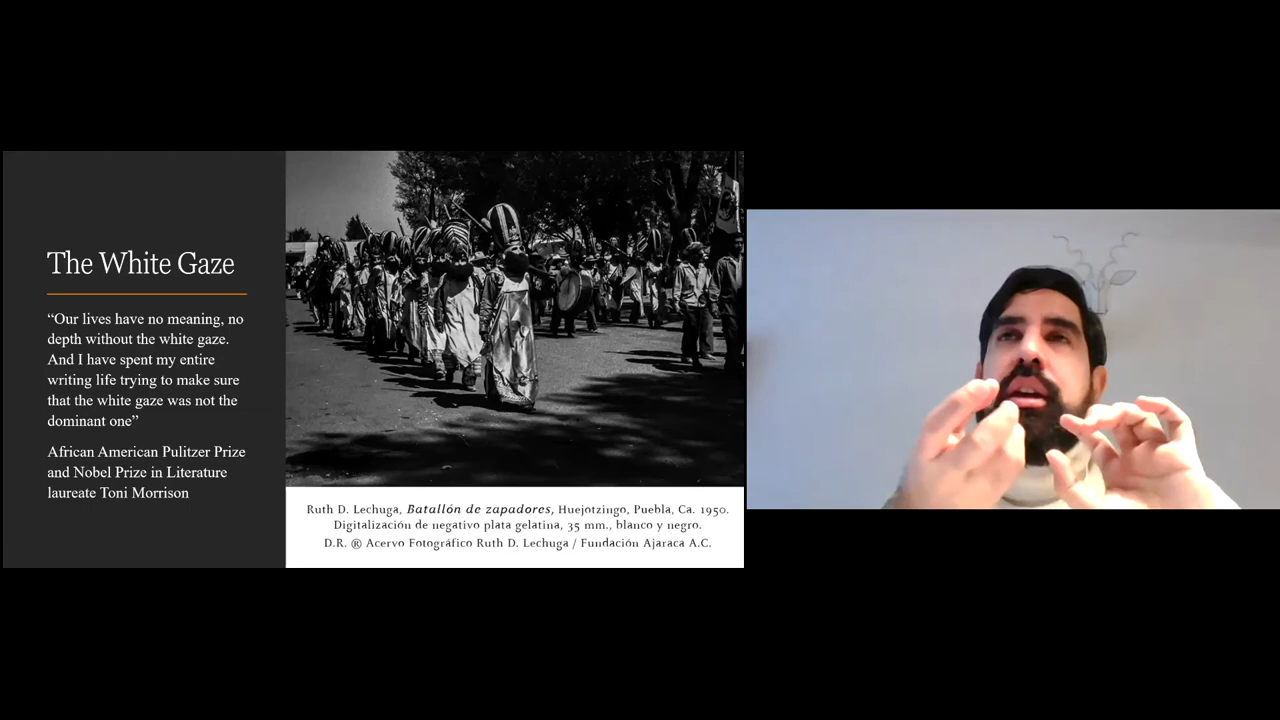 The White Gaze
“Our lives have no meaning, no
depth without the white gaze.
And I have spent my entire
writing life trying to make sure
that the white gaze was not the
dominant one”
African American Pulitzer Prize
and Nobel Prize in Literature
laureate Toni Morrison
Ruth D. Lechuga, Batallón de zapadores, Huejotzingo, Puebla, Ca. 1950.
Digitalización de negativo plata gelatina, 35 mm., blanco y negro.
D.R. ® Acervo Fotográfico Ruth D. Lechuga / Fundación Ajaraca A.C.